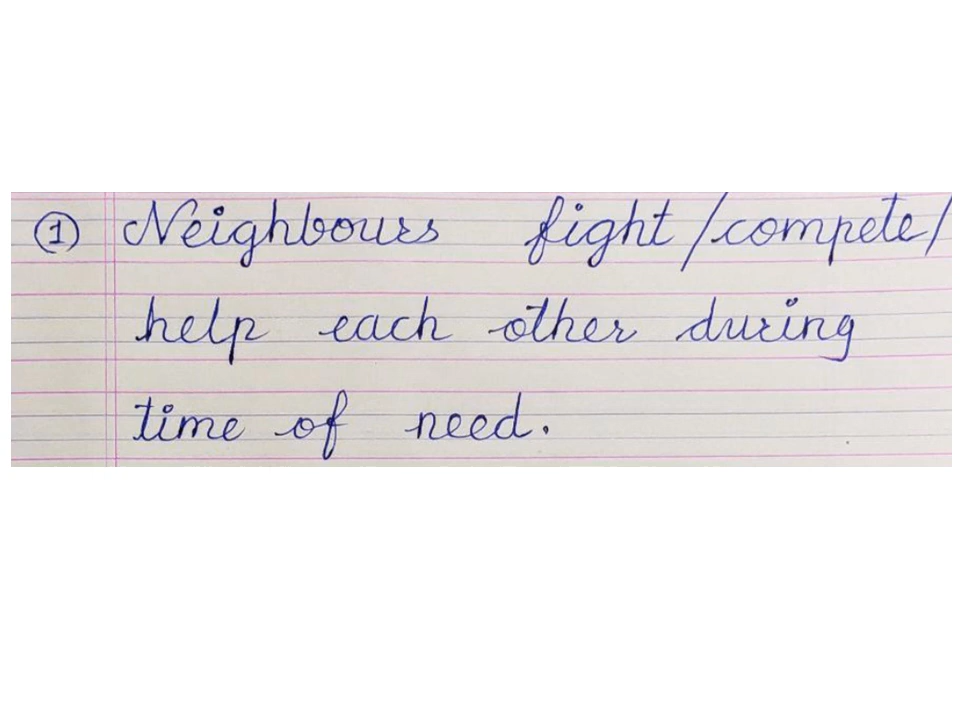 ① Neighbours fight/compete/
help each other during
time of need.